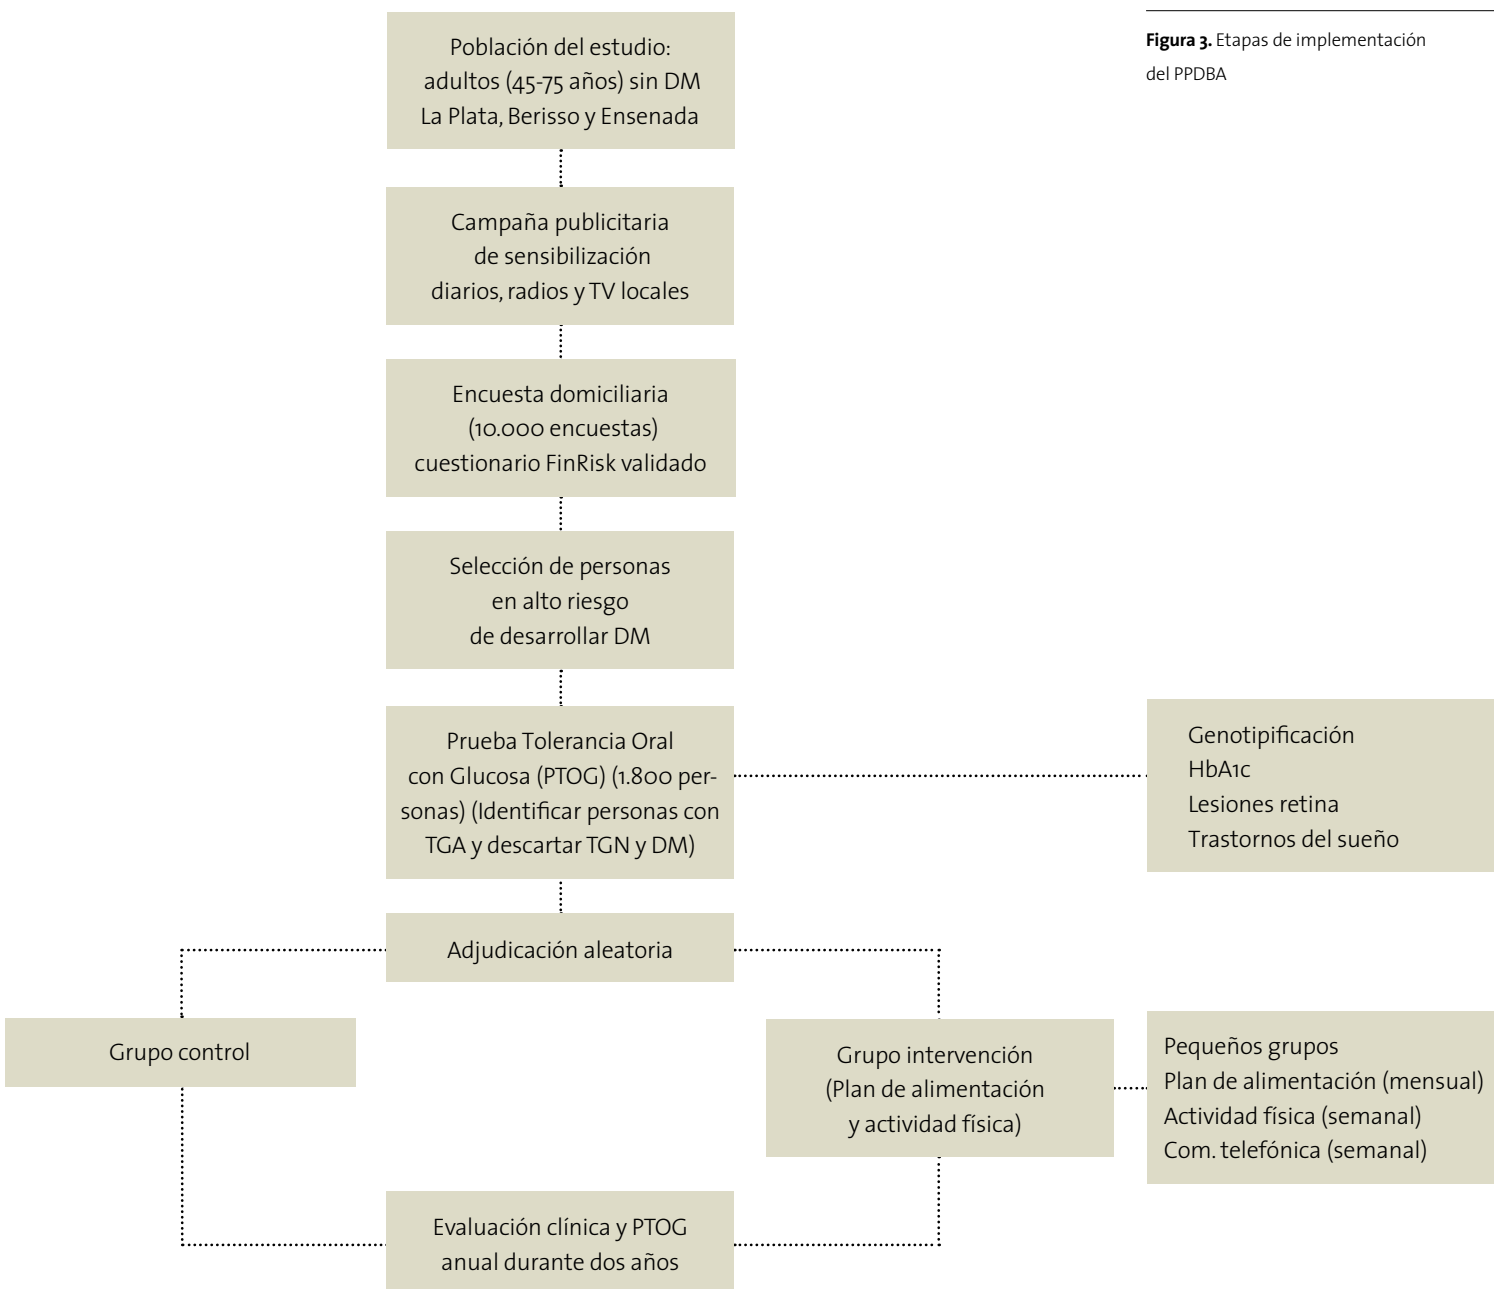 Figura 3. Etapas de implementación
del PPDBA
Población del estudio:
adultos (45-75 años) sin DM
La Plata, Berisso y Ensenada
Campaña publicitaria
de sensibilización
diarios, radios y TV locales
Encuesta domiciliaria
(10.000 encuestas)
cuestionario FinRisk validado
Selección de personas
en alto riesgo
de desarrollar DM
Prueba Tolerancia Oral
con Glucosa (PTOG) (1.800 per-
sonas) (Identificar personas con
TGA y descartar TGN y DM)
Genotipificación
HbA1c
Lesiones retina
Trastornos del sueño
Adjudicación aleatoria
Grupo control
Grupo intervención
(Plan de alimentación
y actividad física)
Pequeños grupos
Plan de alimentación (mensual)
Actividad física (semanal)
Com. telefónica (semanal)
Evaluación clínica y PTOG
anual durante dos años